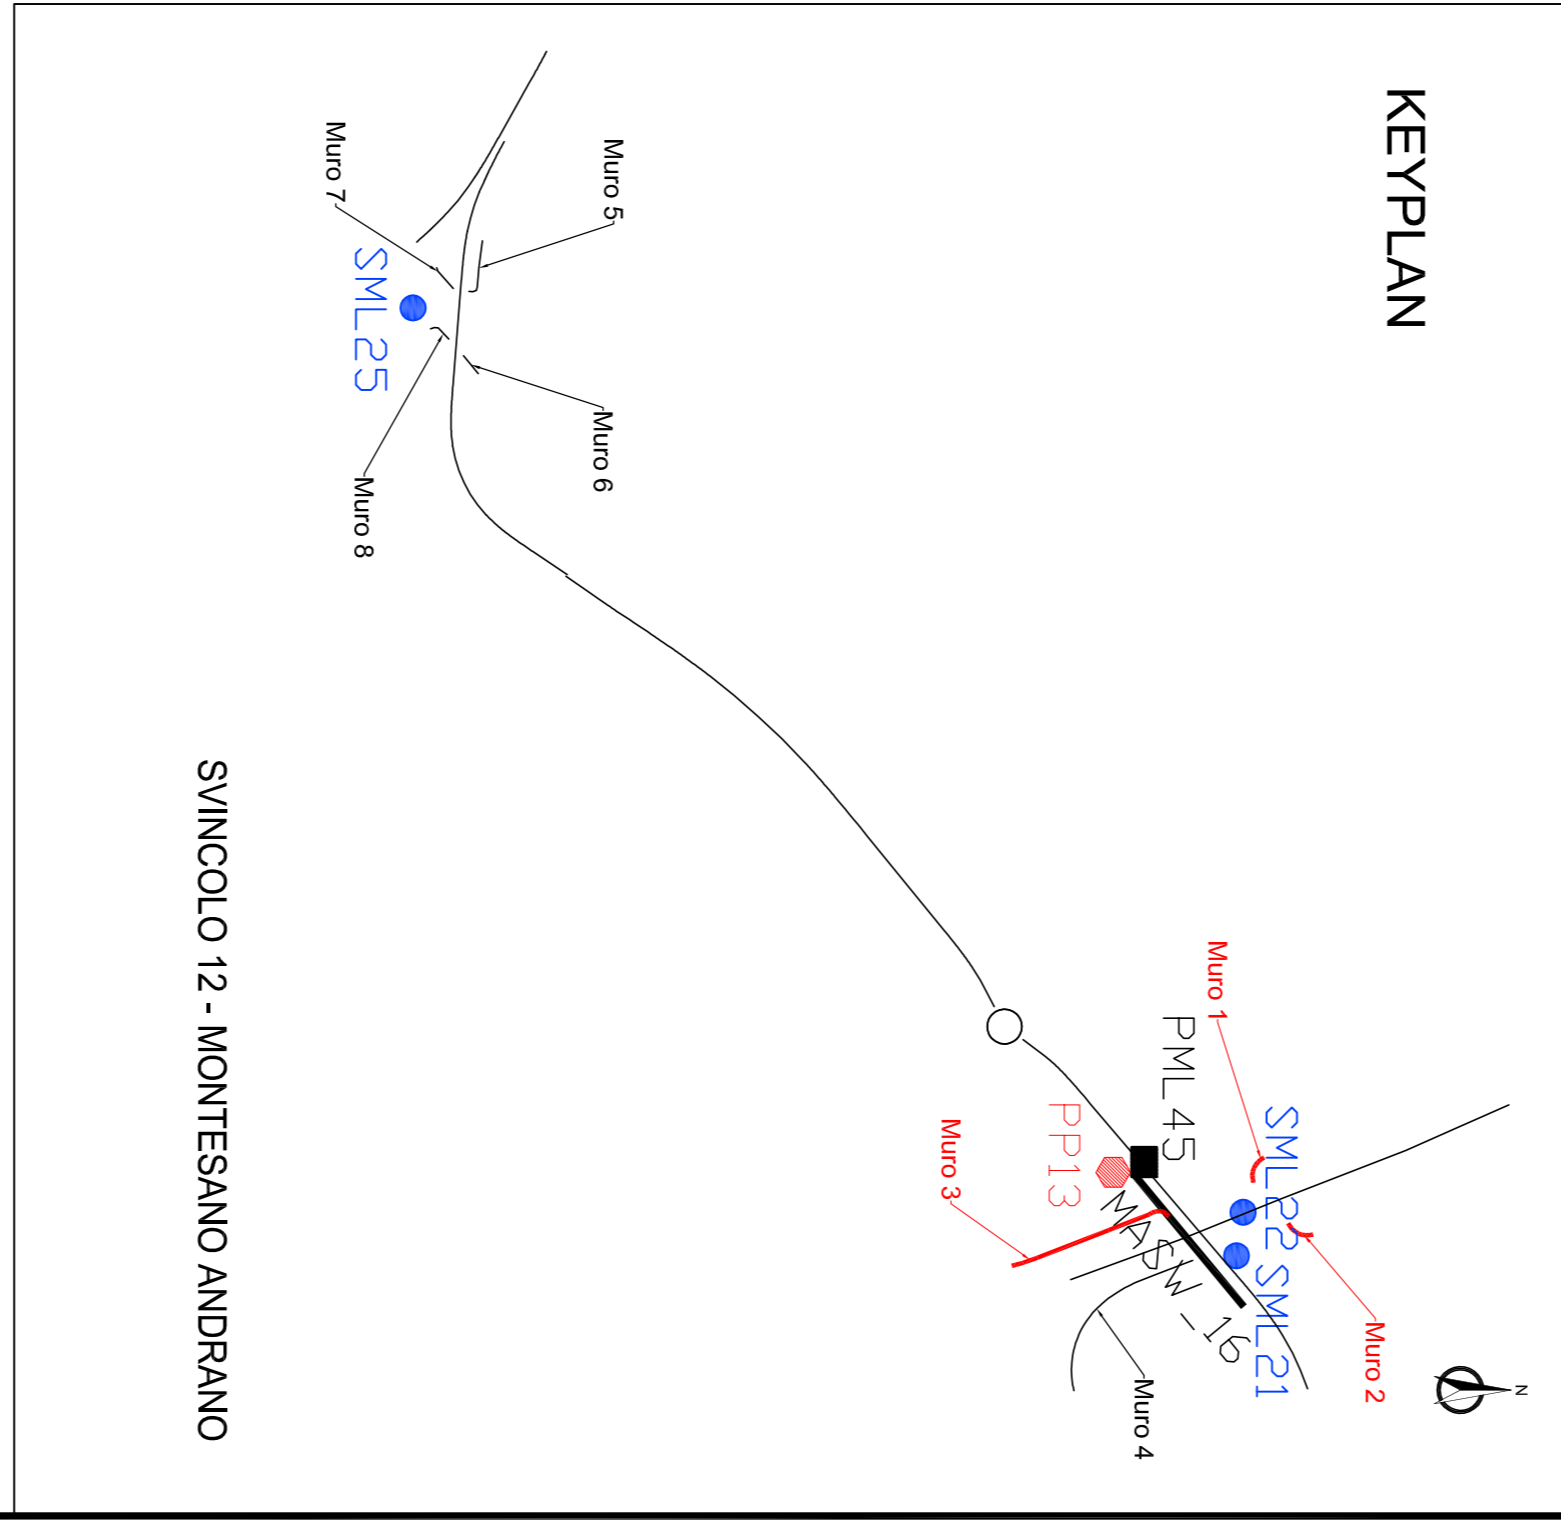 KEYPLAN
Muro 1
Muro 2
SML22
SML21
PML45
PP13
MASW_16
Muro 3
Muro 4
N
Muro 5
Muro 6
Muro 7
Muro 8
SML25
SVINCOLO 12 - MONTESANO ANDRANO